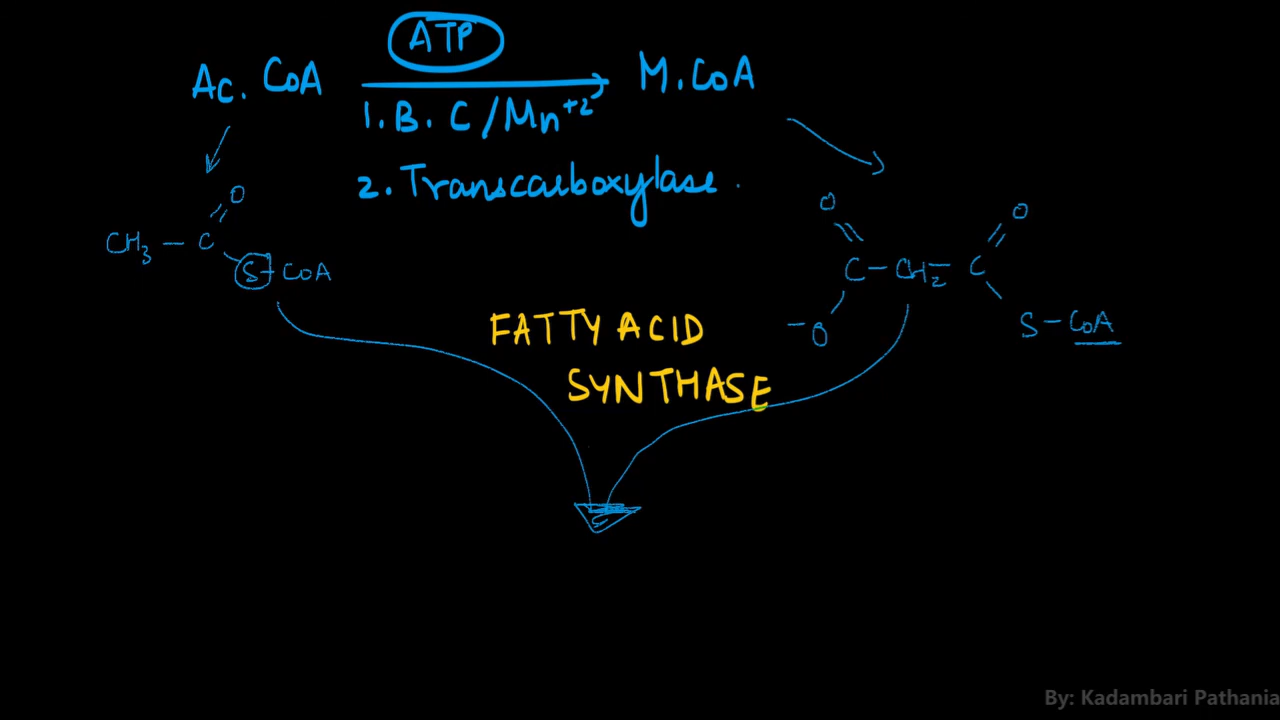 ATP
Ac. CoA
M.CoA
1. B. C/Mn+2
2. Transcarboxylase.
O
CH3 — C
S-COA
O
O
C — CH2 — C
-O
S — COA
FATTY ACID
SYNTHASE
By: Kadambari Pathania